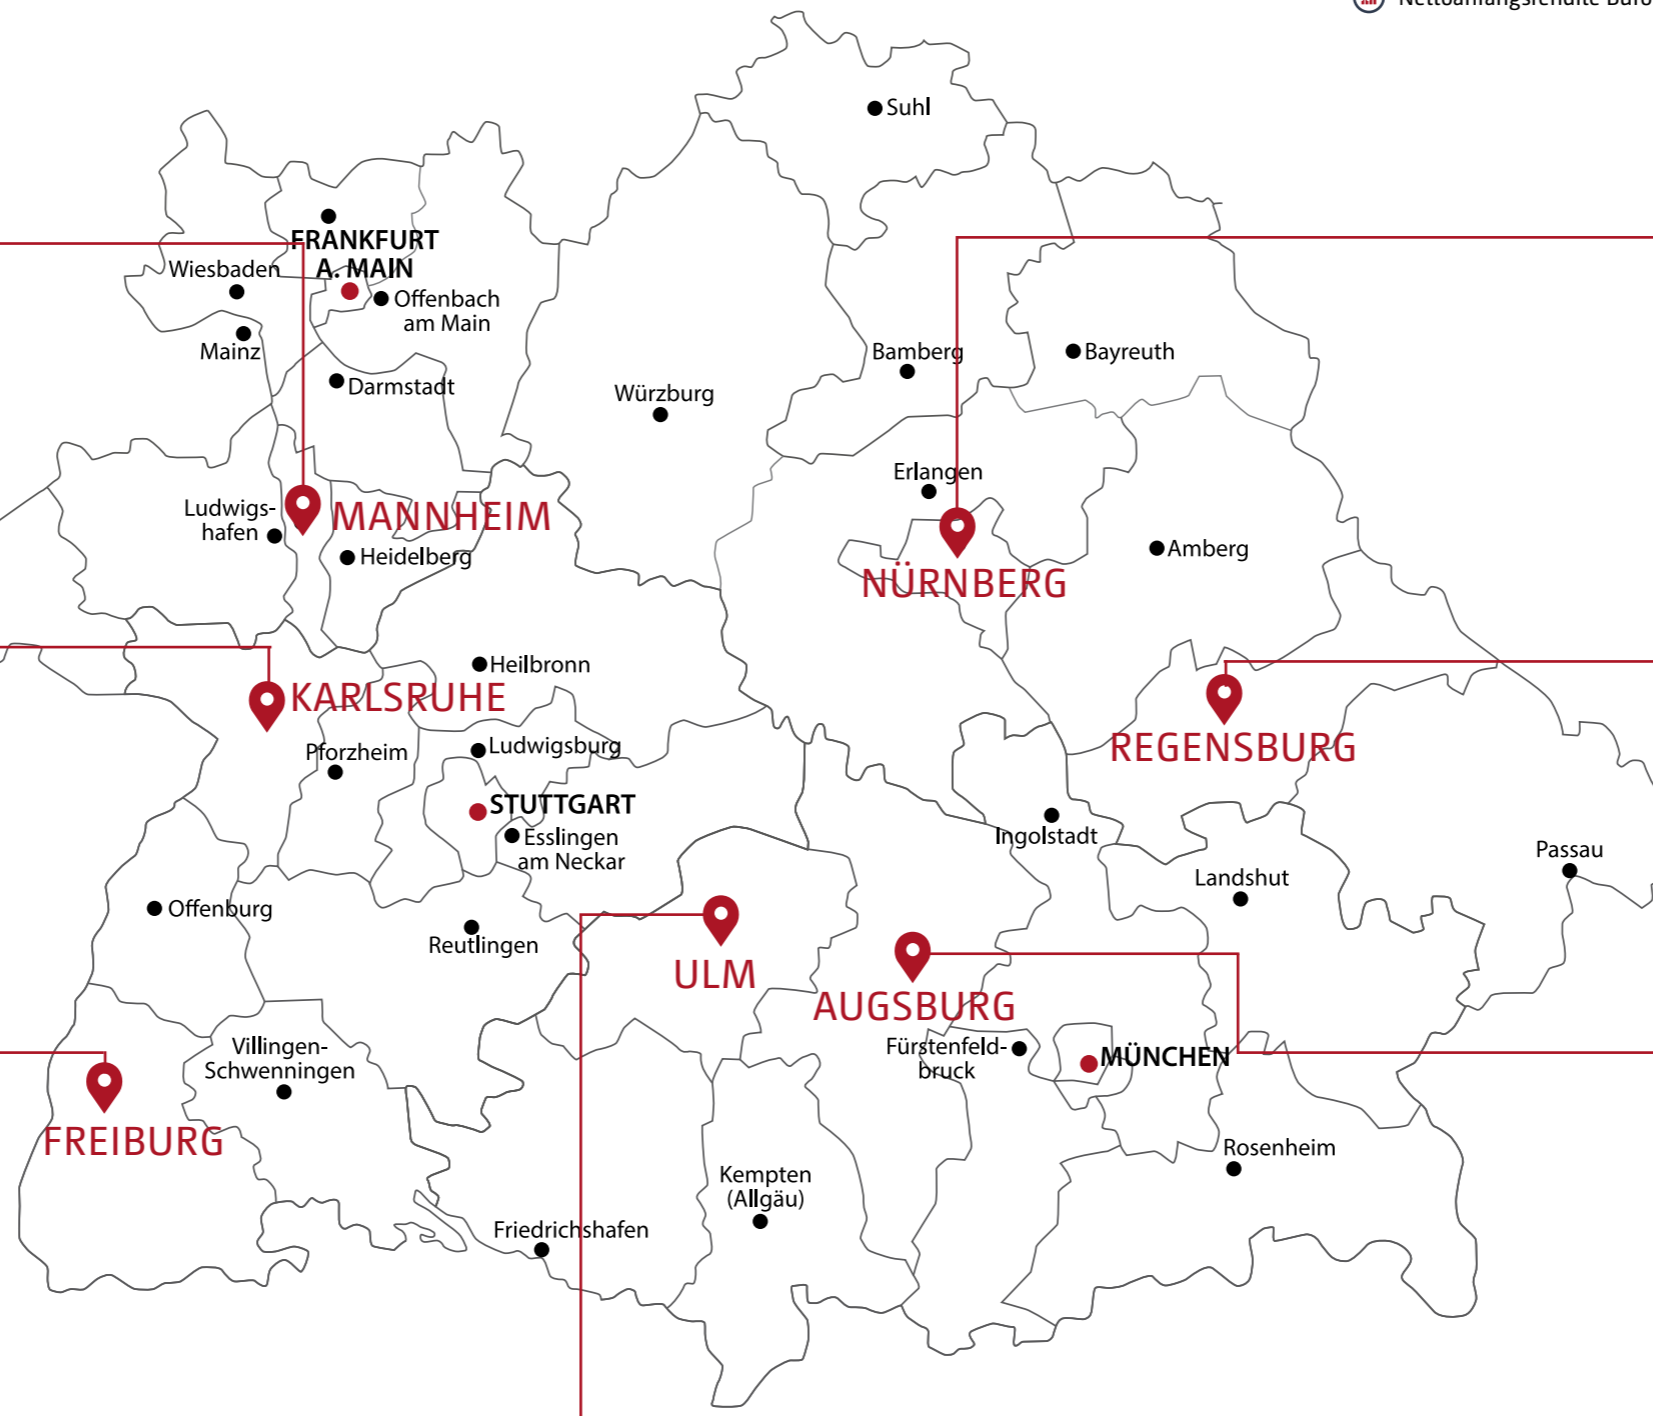 Nettoanfangsrendite Büro
Suhl
FRANKFURT
A. MAIN
Wiesbaden
Offenbach
am Main
Mainz
Darmstadt
Würzburg
Bamberg
Bayreuth
Erlangen
Ludwigs-
hafen
MANNHEIM
Heidelberg
NÜRNBERG
Amberg
Heilbronn
KARLSRUHE
REGENSBURG
Pforzheim
Ludwigsburg
STUTTGART
Esslingen
am Neckar
Ingolstadt
Passau
Landshut
Offenburg
Reutlingen
ULM
AUGSBURG
Villingen-
Schwenningen
Fürstenfeld-
bruck
MÜNCHEN
FREIBURG
Rosenheim
Kempten
(Allgäu)
Friedrichshafen